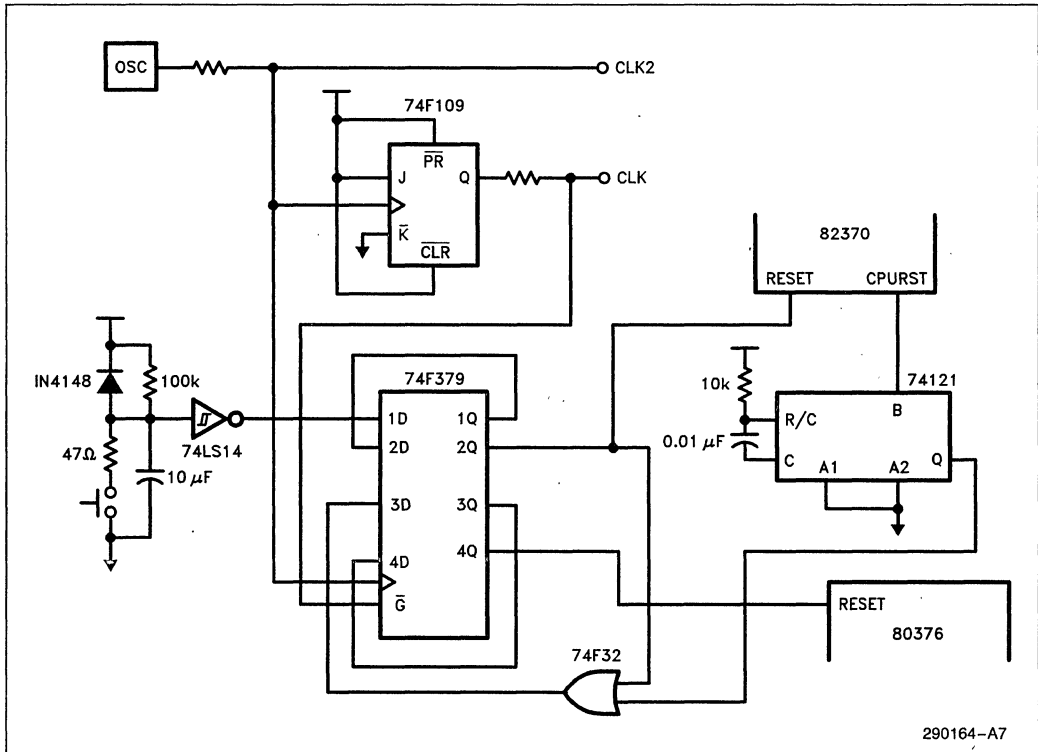 OSC
CLK2
74F109
PR
J
Q
CLK
K
CLR
82370
RESET
CPURST
IN4148
100k
74F379
10k
74121
1D
1Q
R/C
B
74LS14
2D
2Q
0.01 μF
47Ω
C
A1
A2
Q
10 μF
3D
3Q
4D
4Q
G
RESET
80376
74F32
290164-A7